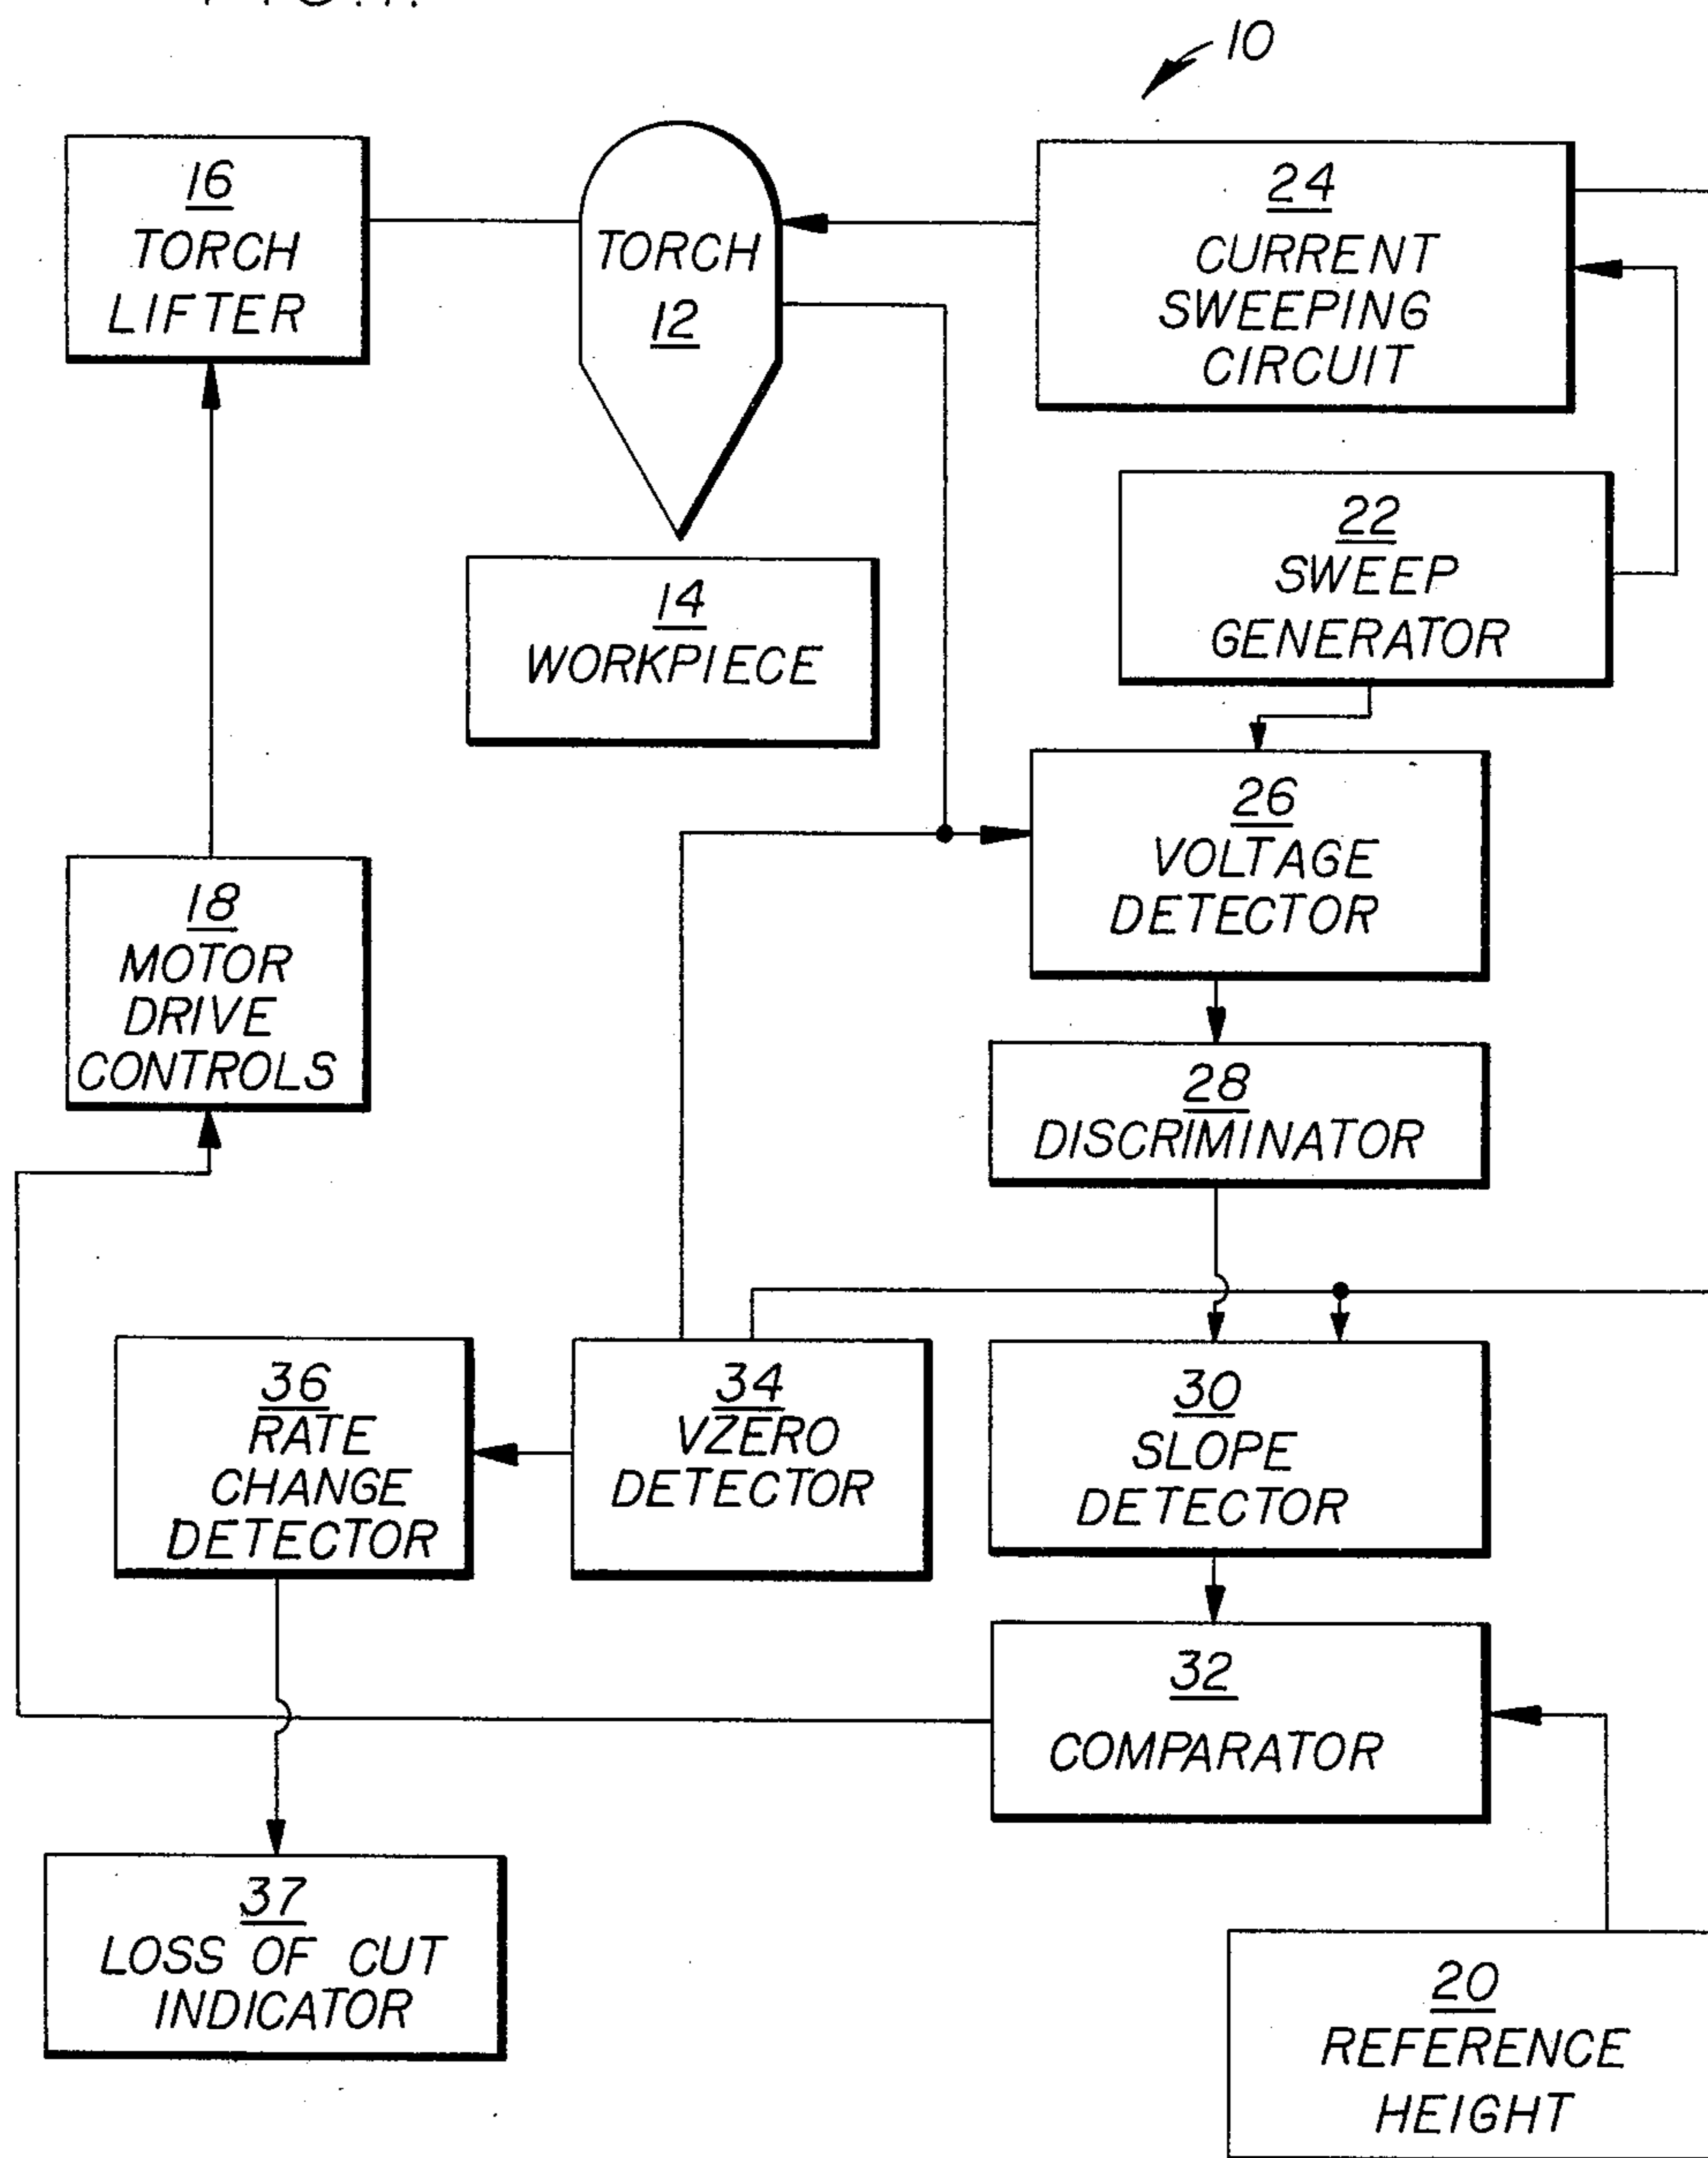 10
16
TORCH
LIFTER
TORCH
12
24
CURRENT
SWEEPING
CIRCUIT
22
SWEEP
GENERATOR
14
WORKPIECE
26
VOLTAGE
DETECTOR
18
MOTOR
DRIVE
CONTROLS
28
DISCRIMINATOR
36
RATE
CHANGE
DETECTOR
34
VZERO
DETECTOR
30
SLOPE
DETECTOR
32
COMPARATOR
37
LOSS OF CUT
INDICATOR
20
REFERENCE
HEIGHT